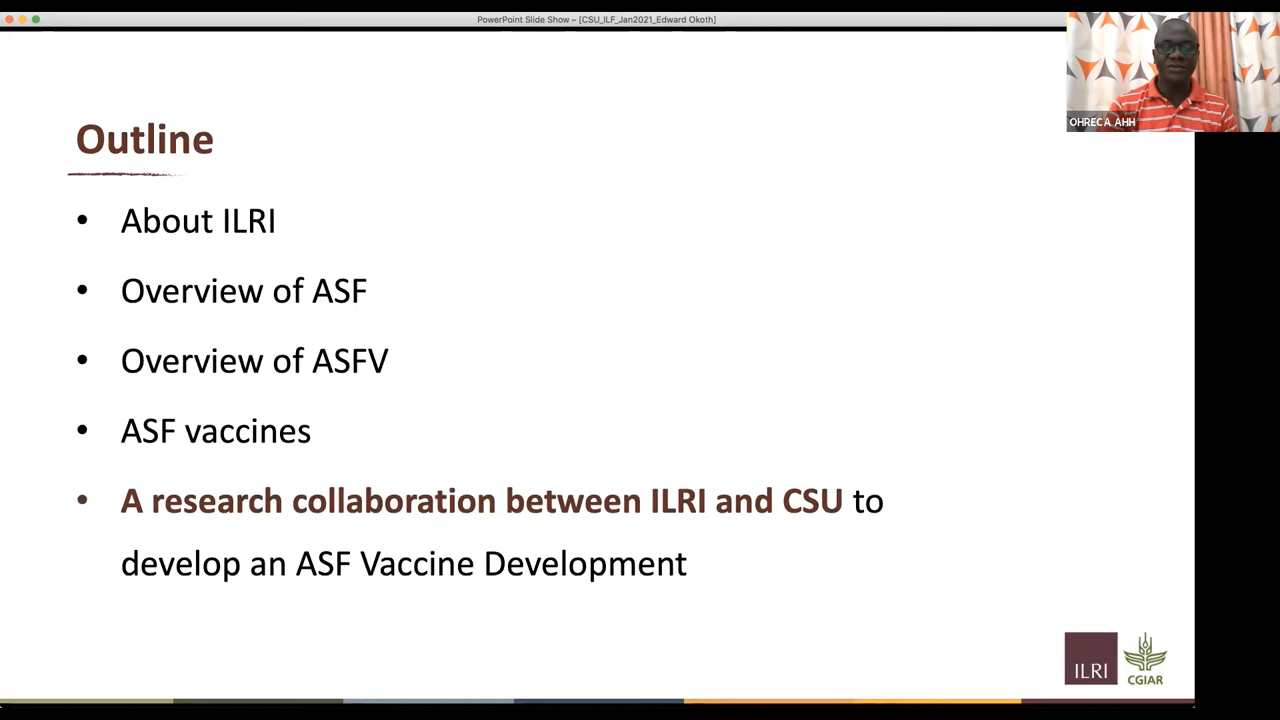 PowerPoint Slide Show – [CSU_ILF_Jan2021_Edward Okoth]
OHRECA AHH
Outline
• About ILRI
• Overview of ASF
• Overview of ASFV
• ASF vaccines
• A research collaboration between ILRI and CSU to
develop an ASF Vaccine Development
ILRI
CGIAR